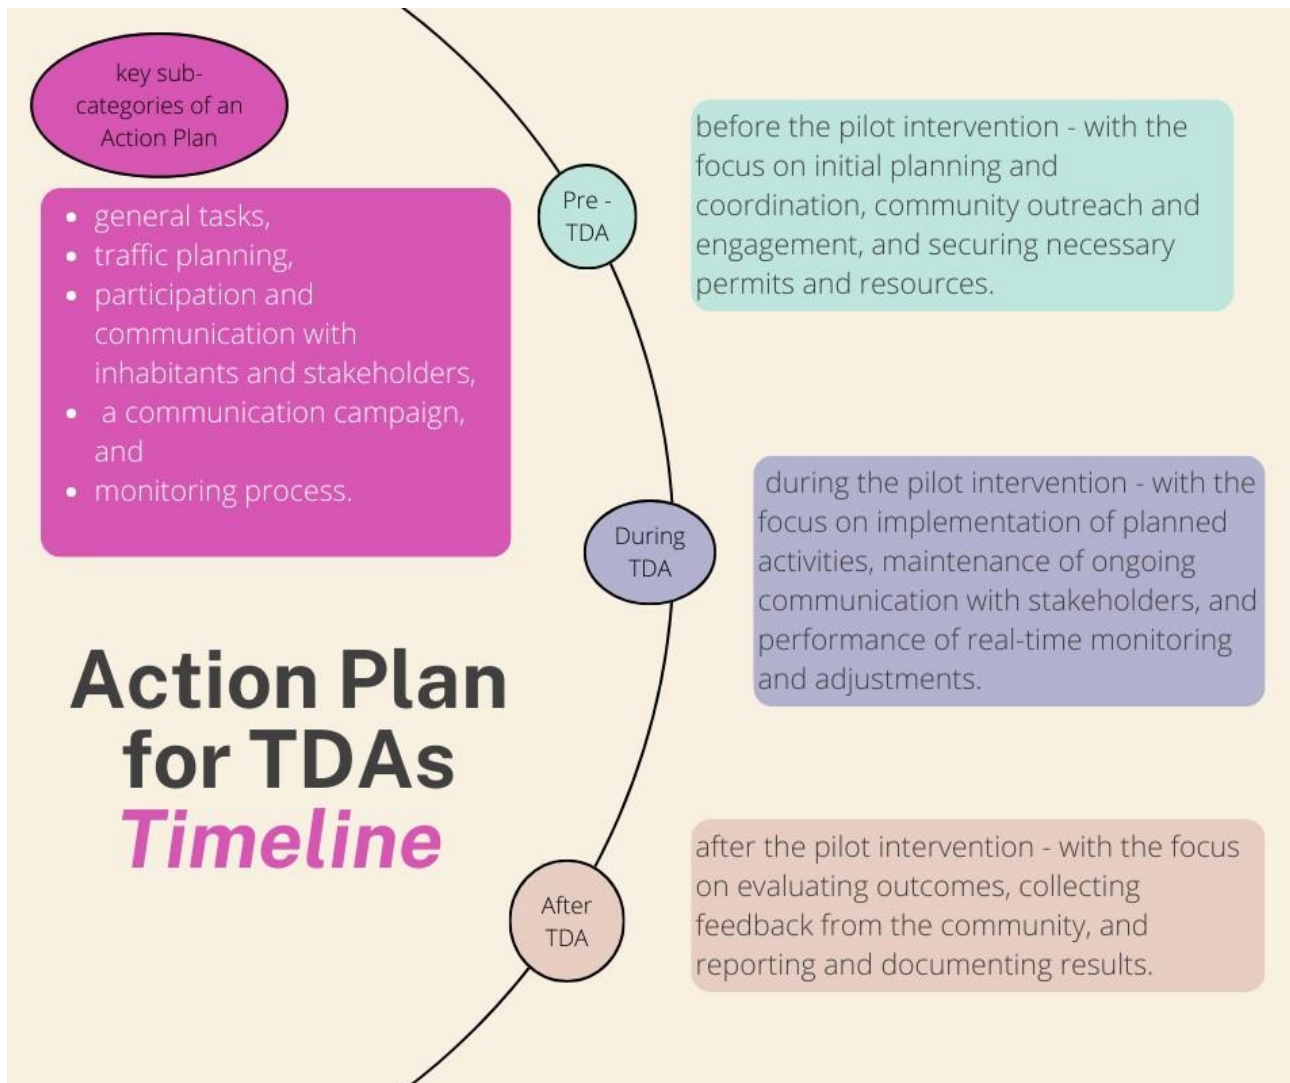 key sub-
categories of an
Action Plan
• general tasks,
• traffic planning,
• participation and
communication with
inhabitants and stakeholders,
• a communication campaign,
and
• monitoring process.
Action Plan
for TDAs
Timeline
Pre -
TDA
before the pilot intervention - with the
focus on initial planning and
coordination, community outreach and
engagement, and securing necessary
permits and resources.
During
TDA
during the pilot intervention - with the
focus on implementation of planned
activities, maintenance of ongoing
communication with stakeholders, and
performance of real-time monitoring
and adjustments.
After
TDA
after the pilot intervention - with the focus
on evaluating outcomes, collecting
feedback from the community, and
reporting and documenting results.